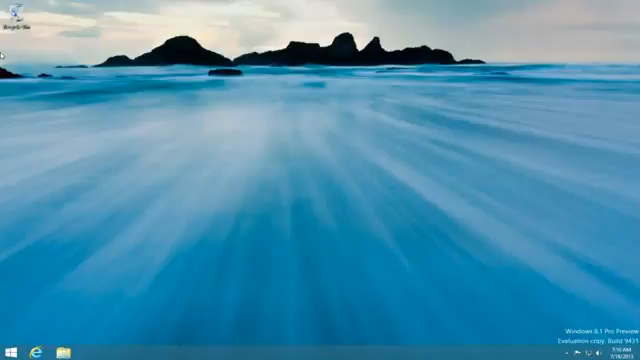 Recycle Bin
Windows 8.1 Pro Preview
Evaluation copy. Build 9431
7:16 AM
7/18/2013